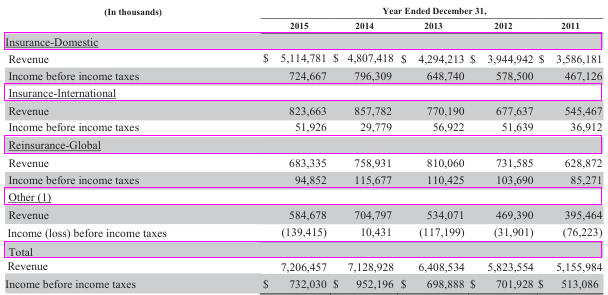 (In thousands) Year Ended December 31,
2015 2014 2013 2012 2011
Insurance-Domestic
Revenue $ 5,114,781 $ 4,807,418 $ 4,294,213 $ 3,944,942 $ 3,586,181
Income before income taxes 724,667 796,309 648,740 578,500 467,126
Insurance-International
Revenue 823,663 857,782 770,190 677,637 545,467
Income before income taxes 51,926 29,779 56,922 51,639 36,912
Reinsurance-Global
Revenue 683,335 758,931 810,060 731,585 628,872
Income before income taxes 94,852 115,677 110,425 103,690 85,271
Other (1)
Revenue 584,678 704,797 534,071 469,390 395,464
Income (loss) before income taxes (139,415) 10,431 (117,199) (31,901) (76,223)
Total
Revenue 7,206,457 7,128,928 6,408,534 5,823,554 5,155,984
Income before income taxes $ 732,030 $ 952,196 $ 698,888 $ 701,928 $ 513,086